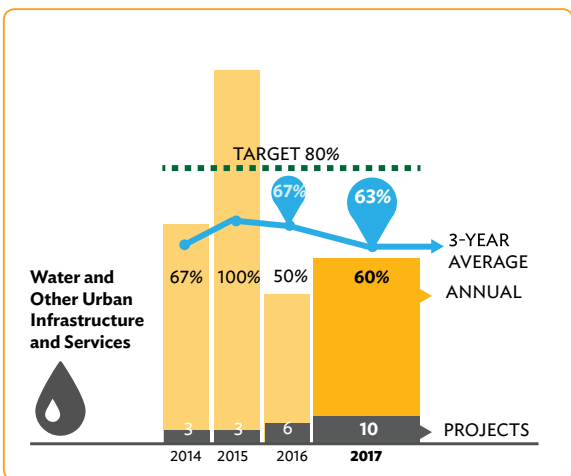 TARGET 80%
67%
63%
3-YEAR
AVERAGE
Water and
Other Urban
Infrastructure
and Services
67% 100% 50% 60%
ANNUAL
3 3 6 10
PROJECTS
2014 2015 2016 2017